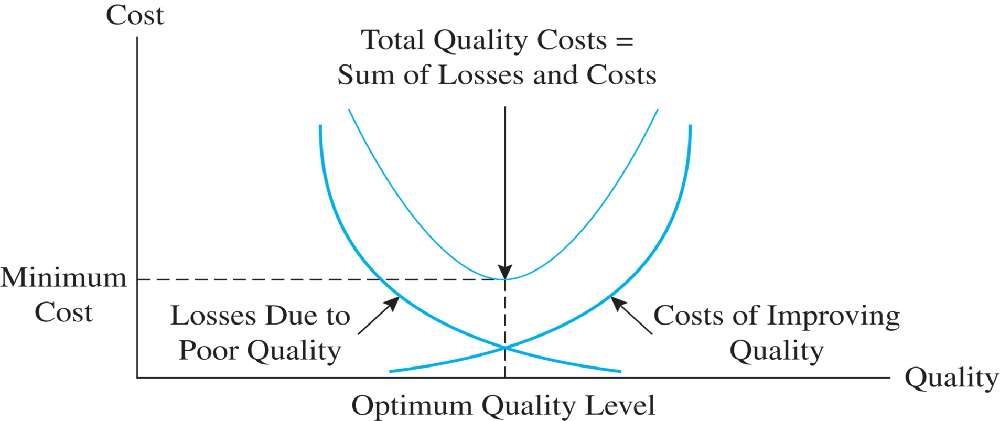 Cost
Total Quality Costs =
Sum of Losses and Costs
Minimum
Cost
Losses Due to
Poor Quality
Costs of Improving
Quality
Quality
Optimum Quality Level